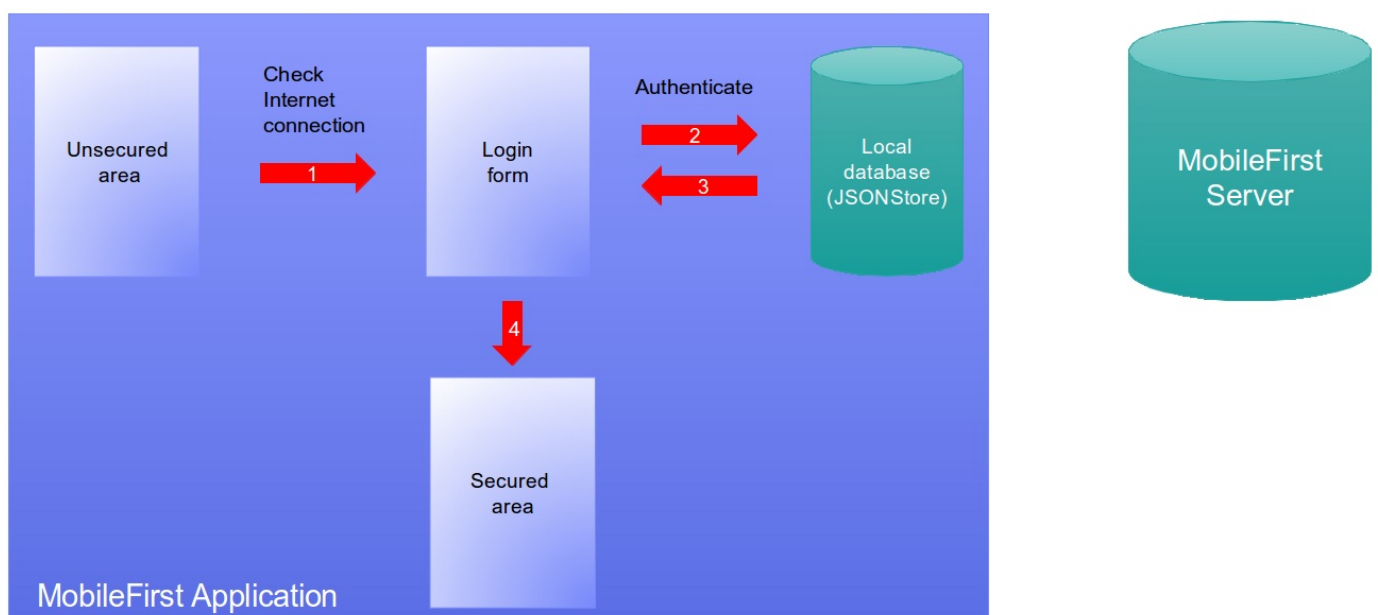 Unsecured
area
Check
Internet
connection
1
Login
form
Authenticate
2
3
Local
database
(JSONStore)
MobileFirst
Server
4
Secured
area
MobileFirst Application